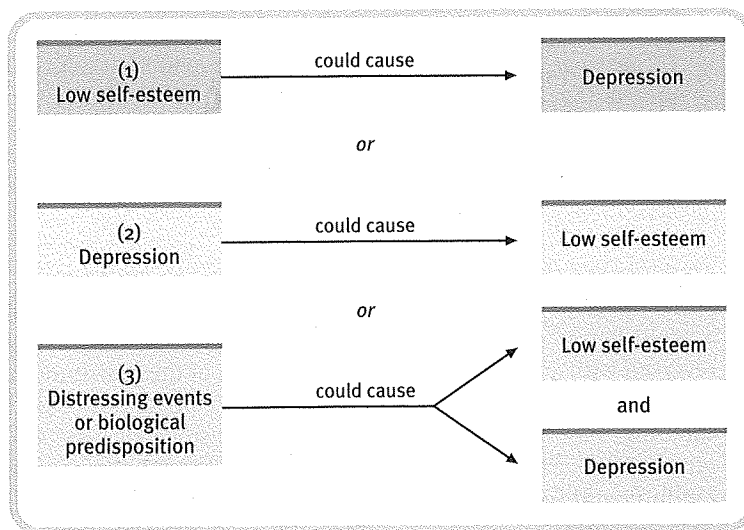 (1)
Low self-esteem
could cause
Depression
or
(2)
Depression
could cause
Low self-esteem
or
(3)
Distressing events
or biological
predisposition
could cause
Low self-esteem
and
Depression